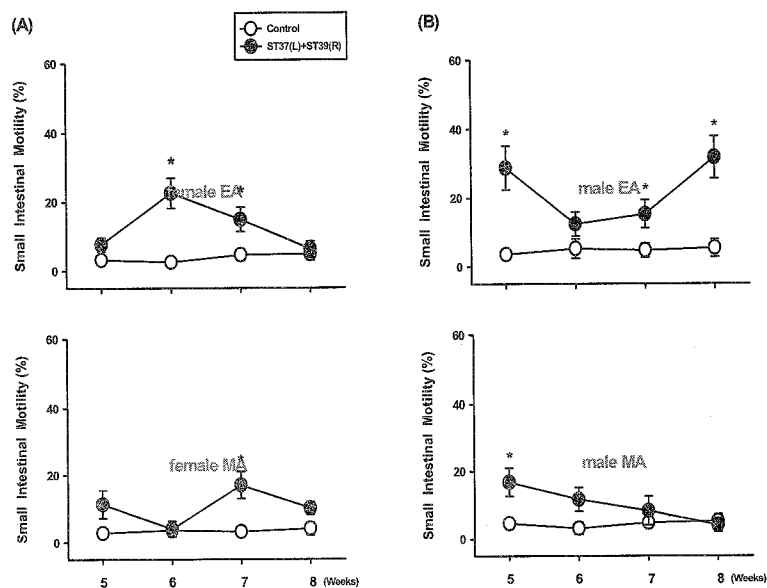 (A)
Control
ST37(L)+ST39(R)
(B)
Small Intestinal Motility (%)
60
40
20
0
female EA
*
*
Small Intestinal Motility (%)
60
40
20
0
male EA
*
*
*
Small Intestinal Motility (%)
60
40
20
0
female MA
*
5
6
7
8 (Weeks)
Small Intestinal Motility (%)
60
40
20
0
male MA
*
5
6
7
8 (Weeks)